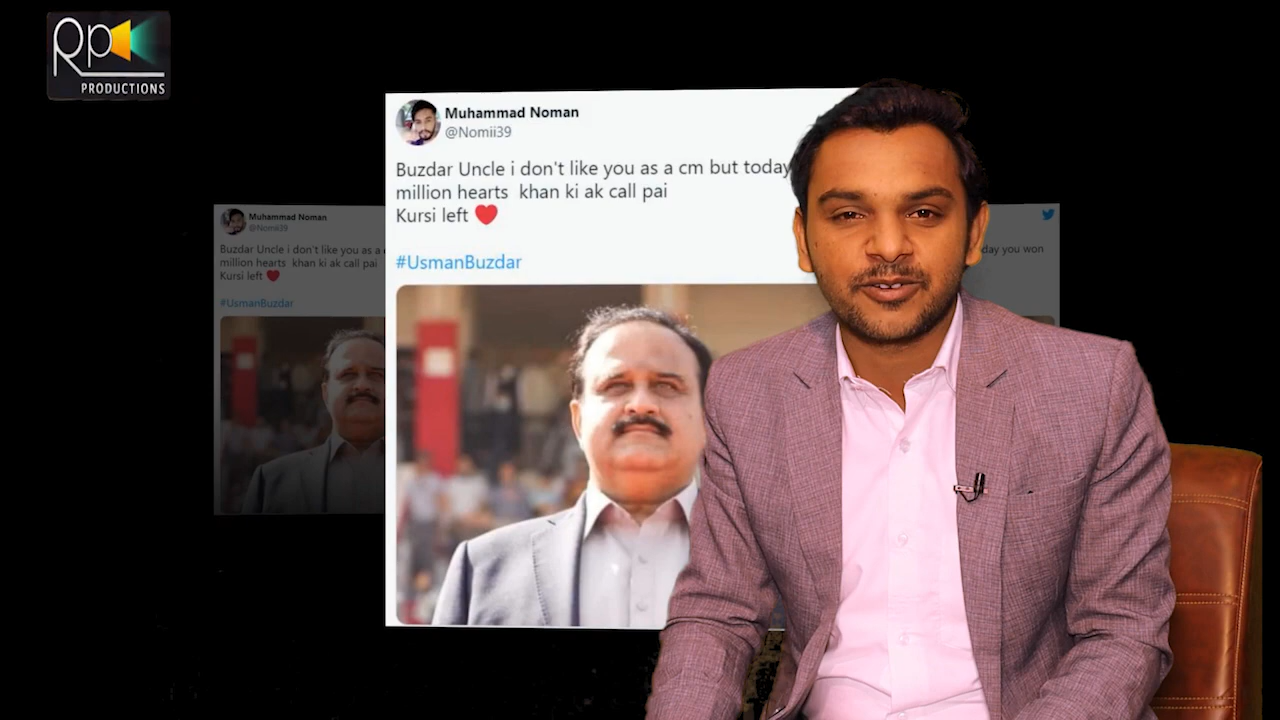 Rp
PRODUCTIONS
Muhammad Noman
@Nomii39
Buzdar Uncle i don't like you as a cm but today
million hearts khan ki ak call pai
Kursi left ❤️
#UsmanBuzdar
Muhammad Noman
@Nomii39
Buzdar Uncle i don't like you as a
million hearts khan ki ak call pai
Kursi left ❤️
#UsmanBuzdar
day you won